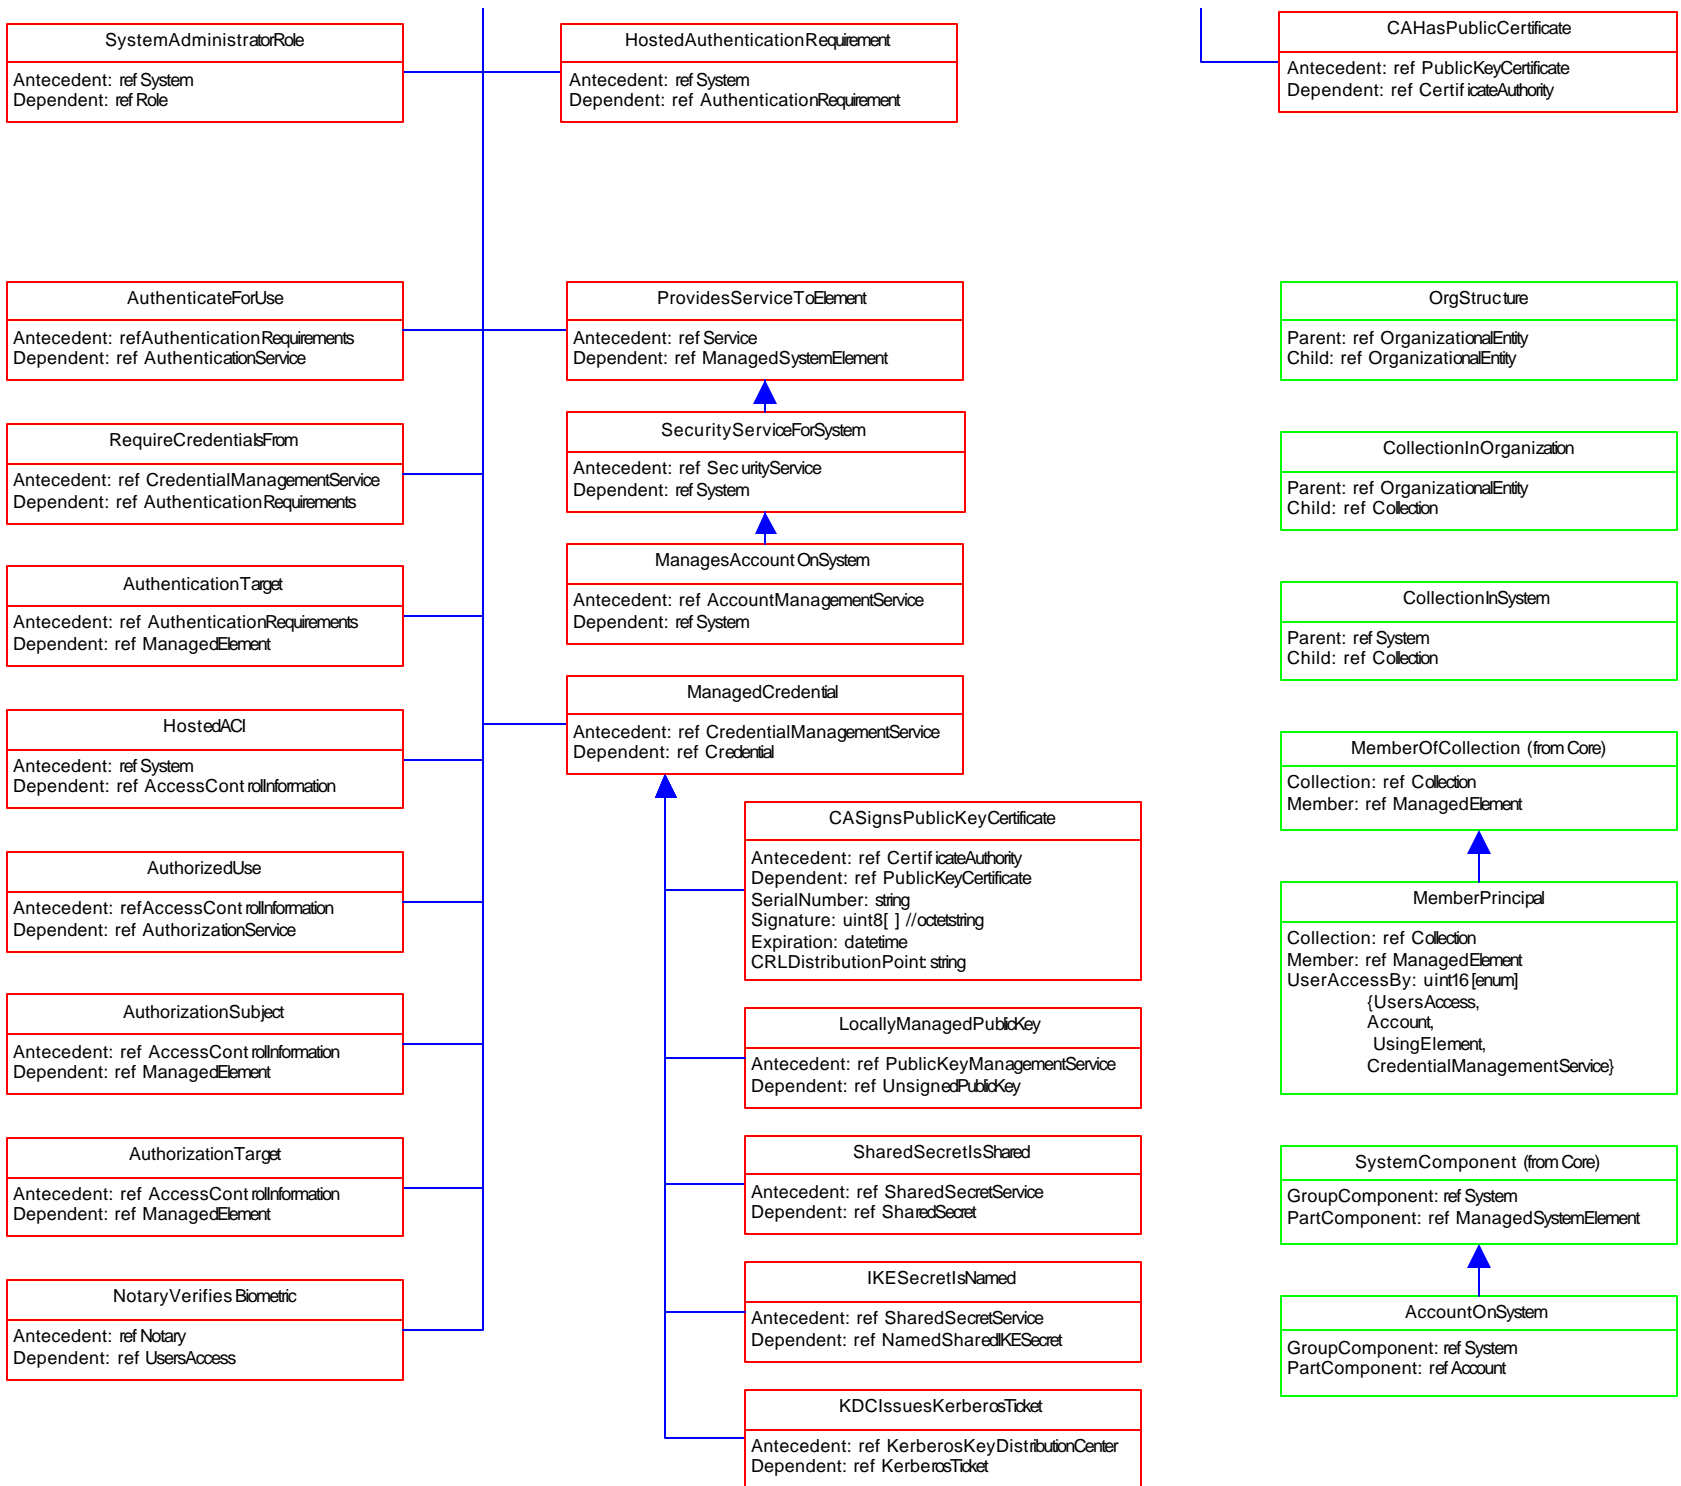 SystemAdministratorRole
Antecedent: ref System
Dependent: ref Role
HostedAuthenticationRequirement
Antecedent: ref System
Dependent: ref AuthenticationRequirement
CAHasPublicCertificate
Antecedent: ref PublicKeyCertificate
Dependent: ref CertificateAuthority
AuthenticateForUse
Antecedent: refAuthenticationRequirements
Dependent: ref AuthenticationService
RequireCredentialsFrom
Antecedent: ref CredentialManagementService
Dependent: ref AuthenticationRequirements
AuthenticationTarget
Antecedent: ref AuthenticationRequirements
Dependent: ref ManagedElement
HostedACI
Antecedent: ref System
Dependent: ref AccessControlInformation
AuthorizedUse
Antecedent: refAccessControlInformation
Dependent: ref AuthorizationService
AuthorizationSubject
Antecedent: ref AccessControlInformation
Dependent: ref ManagedElement
AuthorizationTarget
Antecedent: ref AccessControlInformation
Dependent: ref ManagedElement
NotaryVerifiesBiometric
Antecedent: ref Notary
Dependent: ref UsersAccess
ProvidesServiceToElement
Antecedent: ref Service
Dependent: ref ManagedSystemElement
SecurityServiceForSystem
Antecedent: ref SecurityService
Dependent: ref System
ManagesAccountOnSystem
Antecedent: ref AccountManagementService
Dependent: ref System
ManagedCredential
Antecedent: ref CredentialManagementService
Dependent: ref Credential
CASignsPublicKeyCertificate
Antecedent: ref CertificateAuthority
Dependent: ref PublicKeyCertificate
SerialNumber: string
Signature: uint8[ ] //octetstring
Expiration: datetime
CRLDistributionPoint: string
LocallyManagedPublicKey
Antecedent: ref PublicKeyManagementService
Dependent: ref UnsignedPublicKey
SharedSecretIsShared
Antecedent: ref SharedSecretService
Dependent: ref SharedSecret
IKESecretIsNamed
Antecedent: ref SharedSecretService
Dependent: ref NamedSharedIKESecret
KDCIssuesKerberosTicket
Antecedent: ref KerberosKeyDistributionCenter
Dependent: ref KerberosTicket
OrgStructure
Parent: ref OrganizationalEntity
Child: ref OrganizationalEntity
CollectionInOrganization
Parent: ref OrganizationalEntity
Child: ref Collection
CollectionInSystem
Parent: ref System
Child: ref Collection
MemberOfCollection (from Core)
Collection: ref Collection
Member: ref ManagedElement
MemberPrincipal
Collection: ref Collection
Member: ref ManagedElement
UserAccessBy: uint16 [enum]
{UsersAccess,
Account,
UsingElement,
CredentialManagementService}
SystemComponent (from Core)
GroupComponent: ref System
PartComponent: ref ManagedSystemElement
AccountOnSystem
GroupComponent: ref System
PartComponent: ref Account